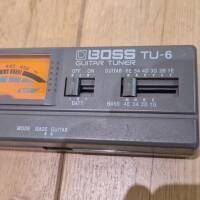 BOSS TU-6
GUITAR TUNER
OFF ON
GUITAR 6E 5A 4D 3G 2B 1E
BATT
BASS 4E 3A 2D 1G
MODE BASS GUITAR